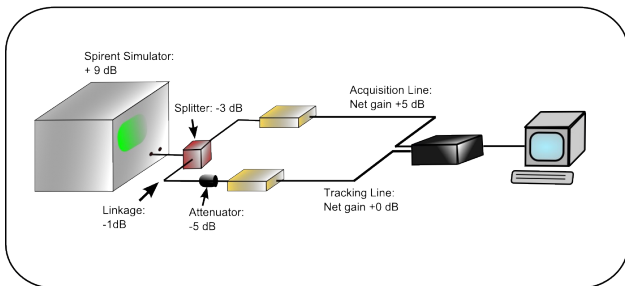 Spirent Simulator:
+ 9 dB
Splitter: -3 dB
Acquisition Line:
Net gain +5 dB
Linkage:
-1dB
Attenuator:
-5 dB
Tracking Line:
Net gain +0 dB